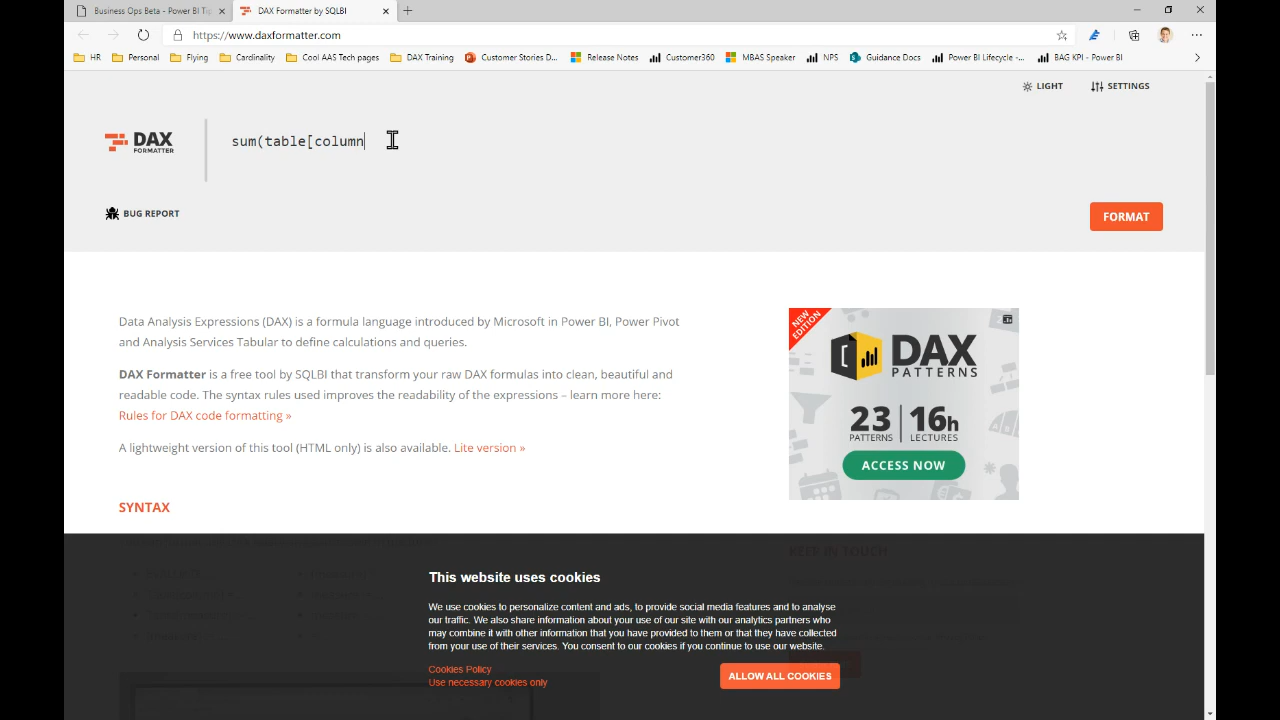 Business Ops Beta - Power BI Tip
DAX Formatter by SQLBI
https://www.daxformatter.com
HR
Personal
Flying
Cardinality
Cool AAS Tech pages
DAX Training
Customer Stories D...
Release Notes
Customer360
MBAS Speaker
NPS
Guidance Docs
Power BI Lifecycle -...
BAG KPI - Power BI
LIGHT
SETTINGS
DAX
FORMATTER
sum(table[column
BUG REPORT
FORMAT
Data Analysis Expressions (DAX) is a formula language introduced by Microsoft in Power BI, Power Pivot
and Analysis Services Tabular to define calculations and queries.
DAX Formatter is a free tool by SQLBI that transform your raw DAX formulas into clean, beautiful and
readable code. The syntax rules used improves the readability of the expressions – learn more here:
Rules for DAX code formatting »
A lightweight version of this tool (HTML only) is also available. Lite version »
SYNTAX
NEW
EDITION
DAX
PATTERNS
23
PATTERNS
16h
LECTURES
ACCESS NOW
KEEP IN TOUCH
This website uses cookies
We use cookies to personalize content and ads, to provide social media features and to analyse
our traffic. We also share information about your use of our site with our analytics partners who
may combine it with other information that you have provided to them or that they have collected
from your use of their services. You consent to our cookies if you continue to use our website.
Cookies Policy
Use necessary cookies only
ALLOW ALL COOKIES